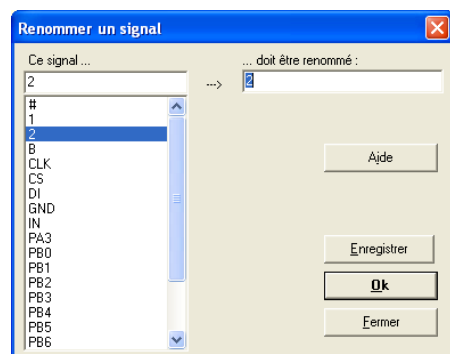 Renommer un signal
Ce signal ...
... doit être renommé :
2
--->
2
#
1
2
B
CLK
CS
DI
GND
IN
PA3
PB0
PB1
PB2
PB3
PB4
PB5
PB6
Aide
Enregistrer
Ok
Fermer